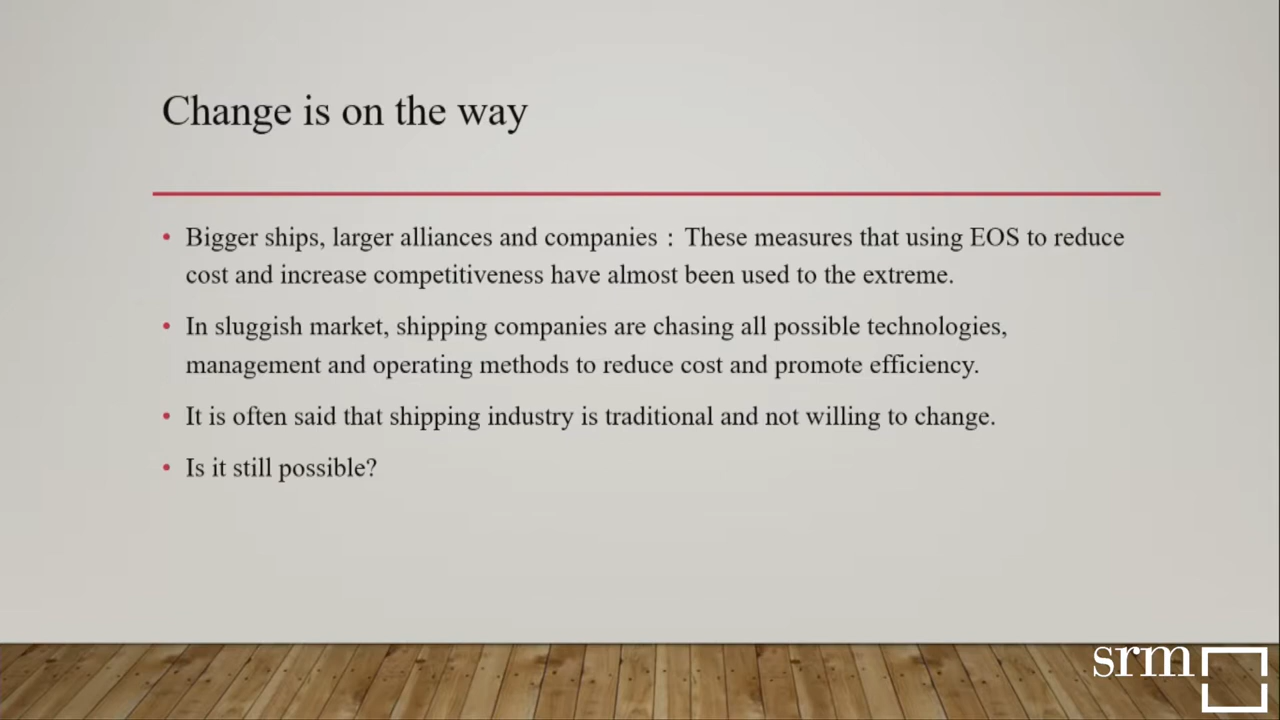 Change is on the way
• Bigger ships, larger alliances and companies：These measures that using EOS to reduce
cost and increase competitiveness have almost been used to the extreme.
• In sluggish market, shipping companies are chasing all possible technologies,
management and operating methods to reduce cost and promote efficiency.
• It is often said that shipping industry is traditional and not willing to change.
• Is it still possible?
srm